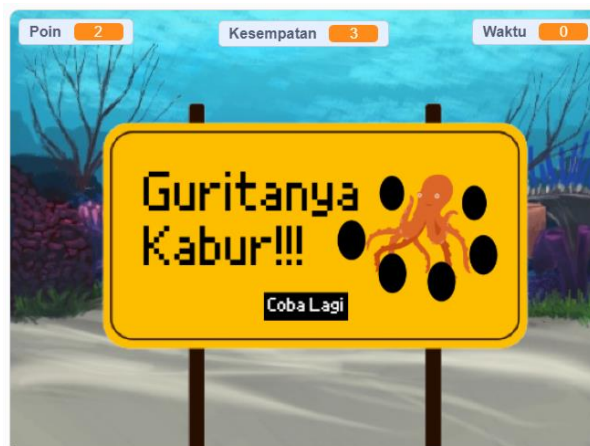 Poin 2
Kesempatan 3
Waktu 0
Guritanya
Kabur!!!
Coba Lagi